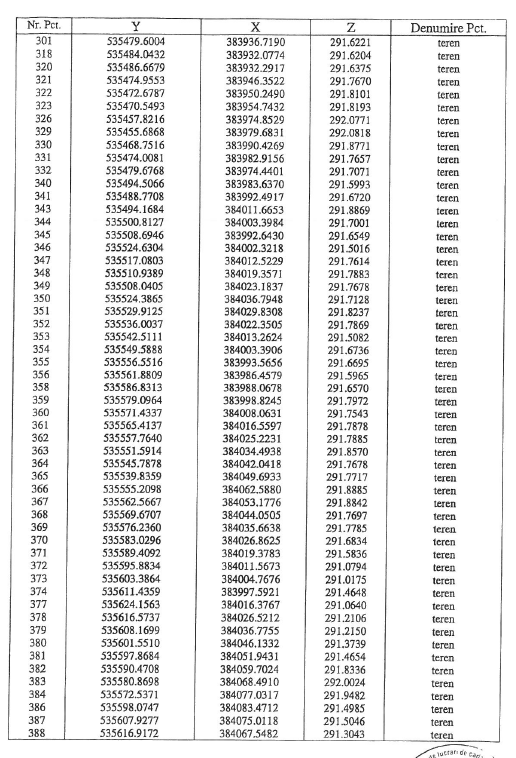 Nr. Pct. Y X Z Denumire Pct.
301 535479.6004 383936.7190 291.6221 teren
318 535484.0432 383932.0774 291.6204 teren
320 535486.6679 383932.2917 291.6375 teren
321 535474.9553 383946.3522 291.7670 teren
322 535472.6787 383950.2490 291.8101 teren
323 535470.5493 383954.7432 291.8193 teren
326 535457.8216 383974.8529 292.0771 teren
329 535455.6868 383979.6831 292.0818 teren
330 535468.7516 383990.4269 291.8771 teren
331 535474.0081 383982.9156 291.7657 teren
332 535479.6768 383974.4401 291.7071 teren
340 535494.5066 383983.6370 291.5993 teren
341 535488.7708 383992.4917 291.6720 teren
343 535494.1684 384011.6653 291.8869 teren
344 535500.8127 384003.3984 291.7001 teren
345 535508.6946 383992.6430 291.6549 teren
346 535524.6304 384002.3218 291.5016 teren
347 535517.0803 384012.5229 291.7614 teren
348 535510.9389 384019.3571 291.7883 teren
349 535508.0405 384023.1837 291.7678 teren
350 535524.3865 384036.7948 291.7128 teren
351 535529.9125 384029.8308 291.8237 teren
352 535536.0037 384022.3505 291.7869 teren
353 535542.5111 384013.2624 291.5082 teren
354 535549.5888 384003.3906 291.6736 teren
355 535556.5516 383993.5656 291.6695 teren
356 535561.8809 383986.4579 291.5965 teren
358 535586.8313 383988.0678 291.6570 teren
359 535579.0964 383998.8245 291.7972 teren
360 535571.4337 384008.0631 291.7543 teren
361 535565.4137 384016.5597 291.7878 teren
362 535557.7640 384025.2231 291.7885 teren
363 535551.5914 384034.4938 291.8570 teren
364 535545.7878 384042.0418 291.7678 teren
365 535539.8359 384049.6933 291.7717 teren
366 535555.2098 384062.5880 291.8885 teren
367 535562.5667 384053.1776 291.8842 teren
368 535569.6707 384044.0505 291.7697 teren
369 535576.2360 384035.6638 291.7785 teren
370 535583.0296 384026.8625 291.6834 teren
371 535589.4092 384019.3783 291.5836 teren
372 535595.8834 384011.5673 291.0794 teren
373 535603.3864 384004.7676 291.0175 teren
374 535611.4359 383997.5921 291.4648 teren
377 535624.1563 384016.3767 291.0640 teren
378 535616.5737 384026.5212 291.2106 teren
379 535608.1699 384036.7755 291.2150 teren
380 535601.5510 384046.1332 291.3739 teren
381 535597.8684 384051.9431 291.4654 teren
382 535590.4708 384059.7024 291.8336 teren
383 535580.8698 384068.4910 292.0024 teren
384 535572.5371 384077.0317 291.9482 teren
386 535598.0747 384083.4712 291.4985 teren
387 535607.9277 384075.0118 291.5046 teren
388 535616.9172 384067.5482 291.3043 teren
lucrari de